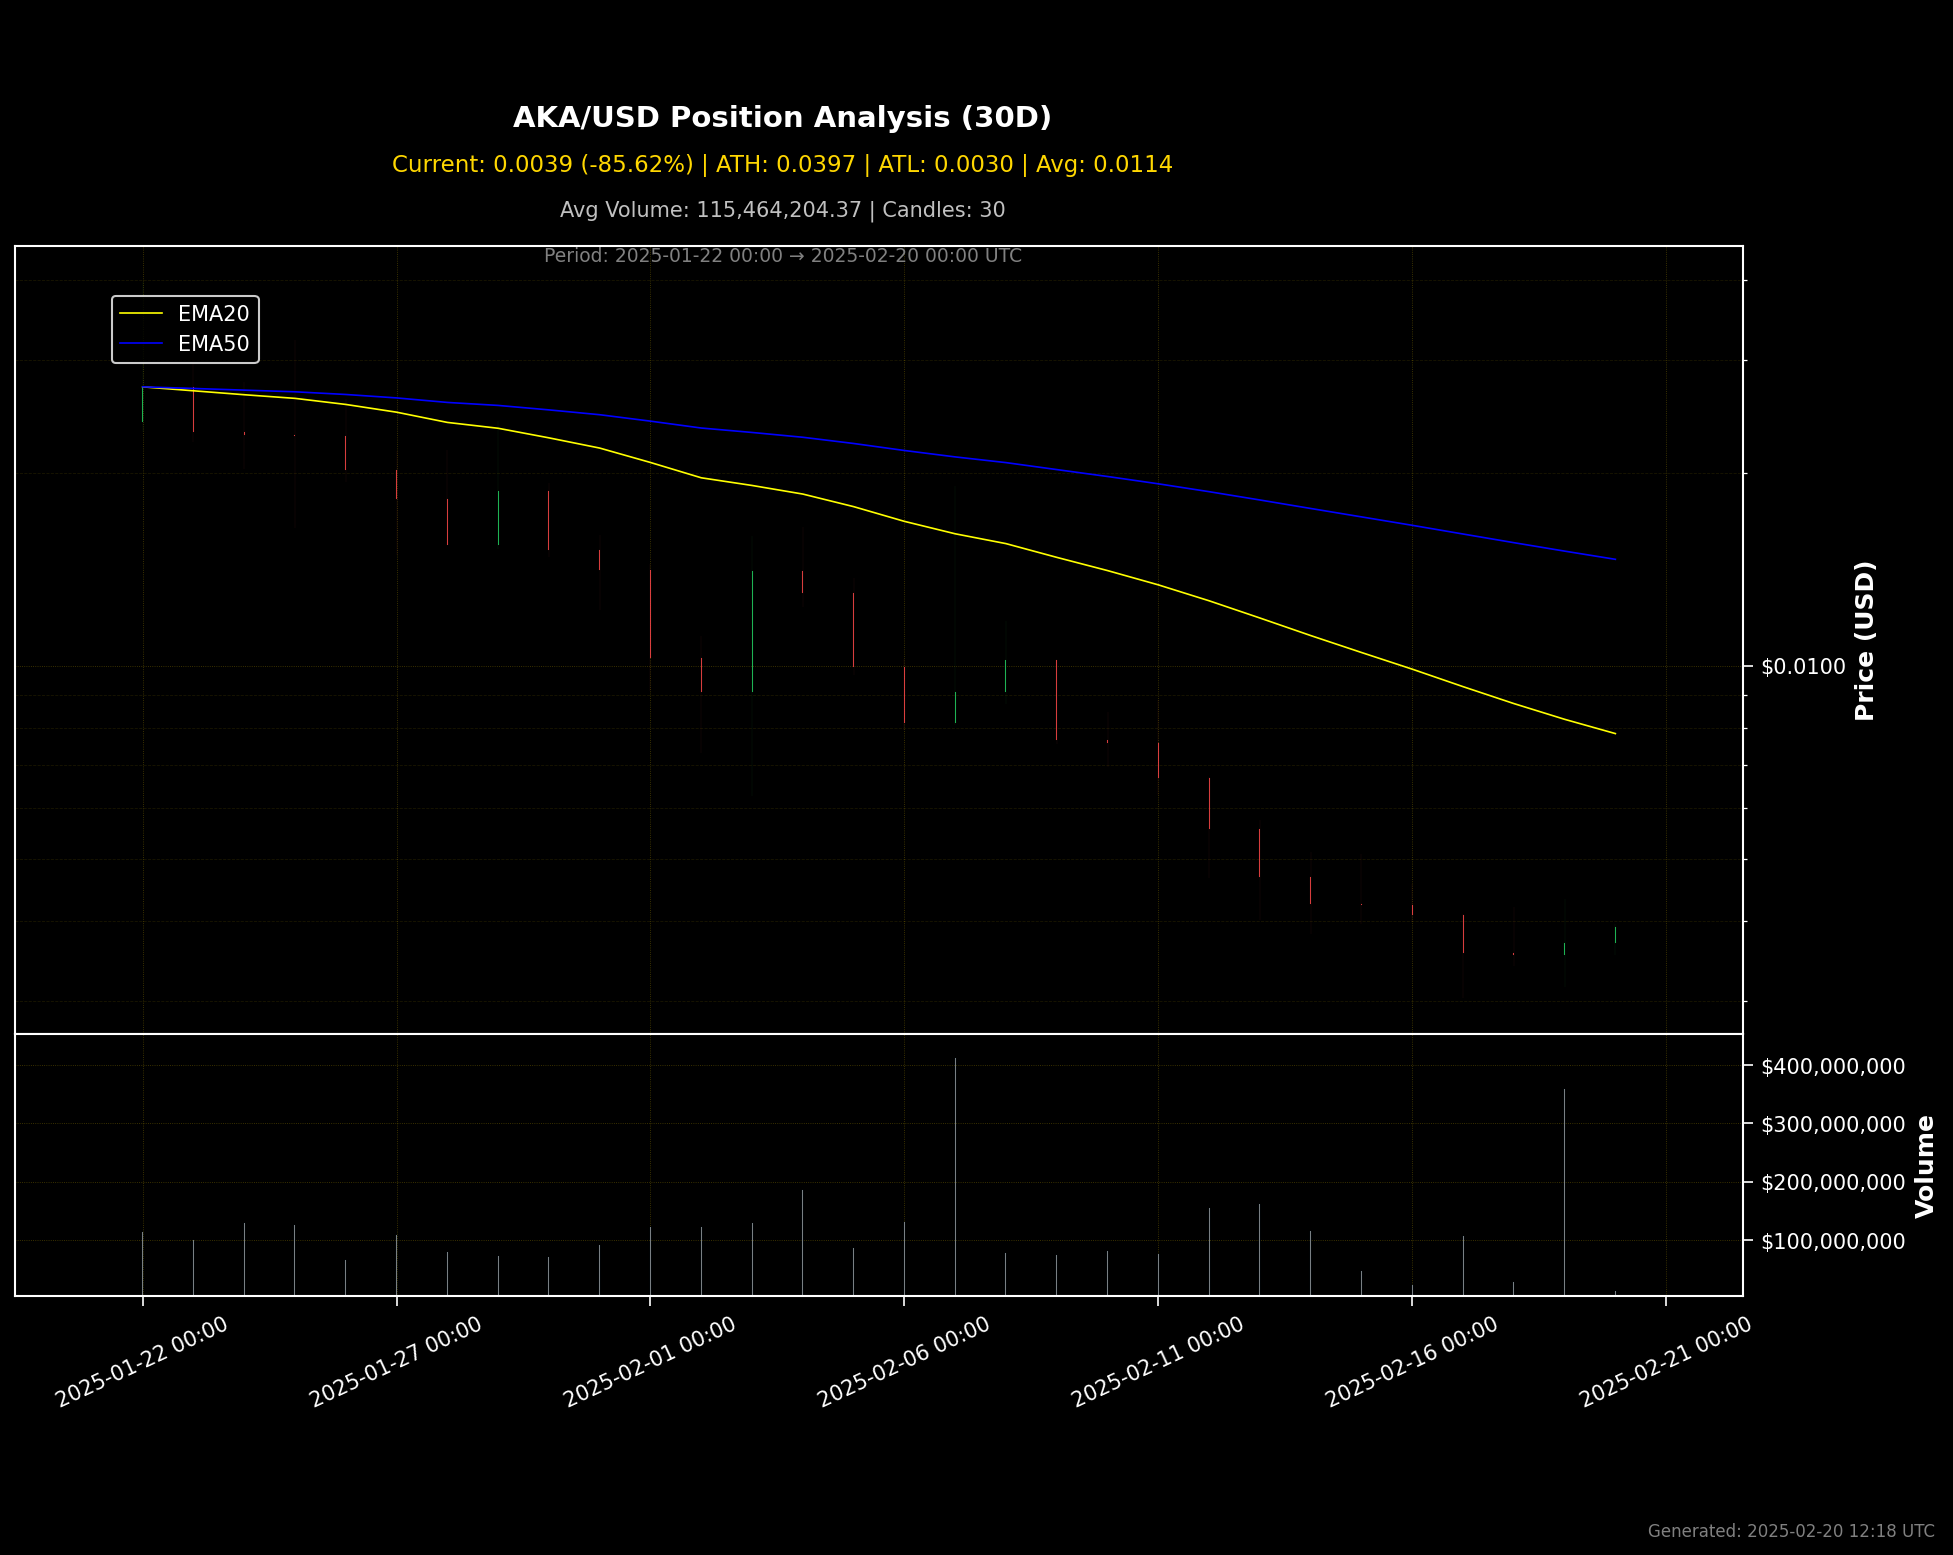 AKA/USD Position Analysis (30D)
Current: 0.0039 (-85.62%) | ATH: 0.0397 | ATL: 0.0030 | Avg: 0.0114
Avg Volume: 115,464,204.37 | Candles: 30
Period: 2025-01-22 00:00 → 2025-02-20 00:00 UTC
EMA20
EMA50
$0.0100
Price (USD)
$400,000,000
$300,000,000
$200,000,000
$100,000,000
Volume
2025-01-22 00:00
2025-01-27 00:00
2025-02-01 00:00
2025-02-06 00:00
2025-02-11 00:00
2025-02-16 00:00
2025-02-21 00:00
Generated: 2025-02-20 12:18 UTC